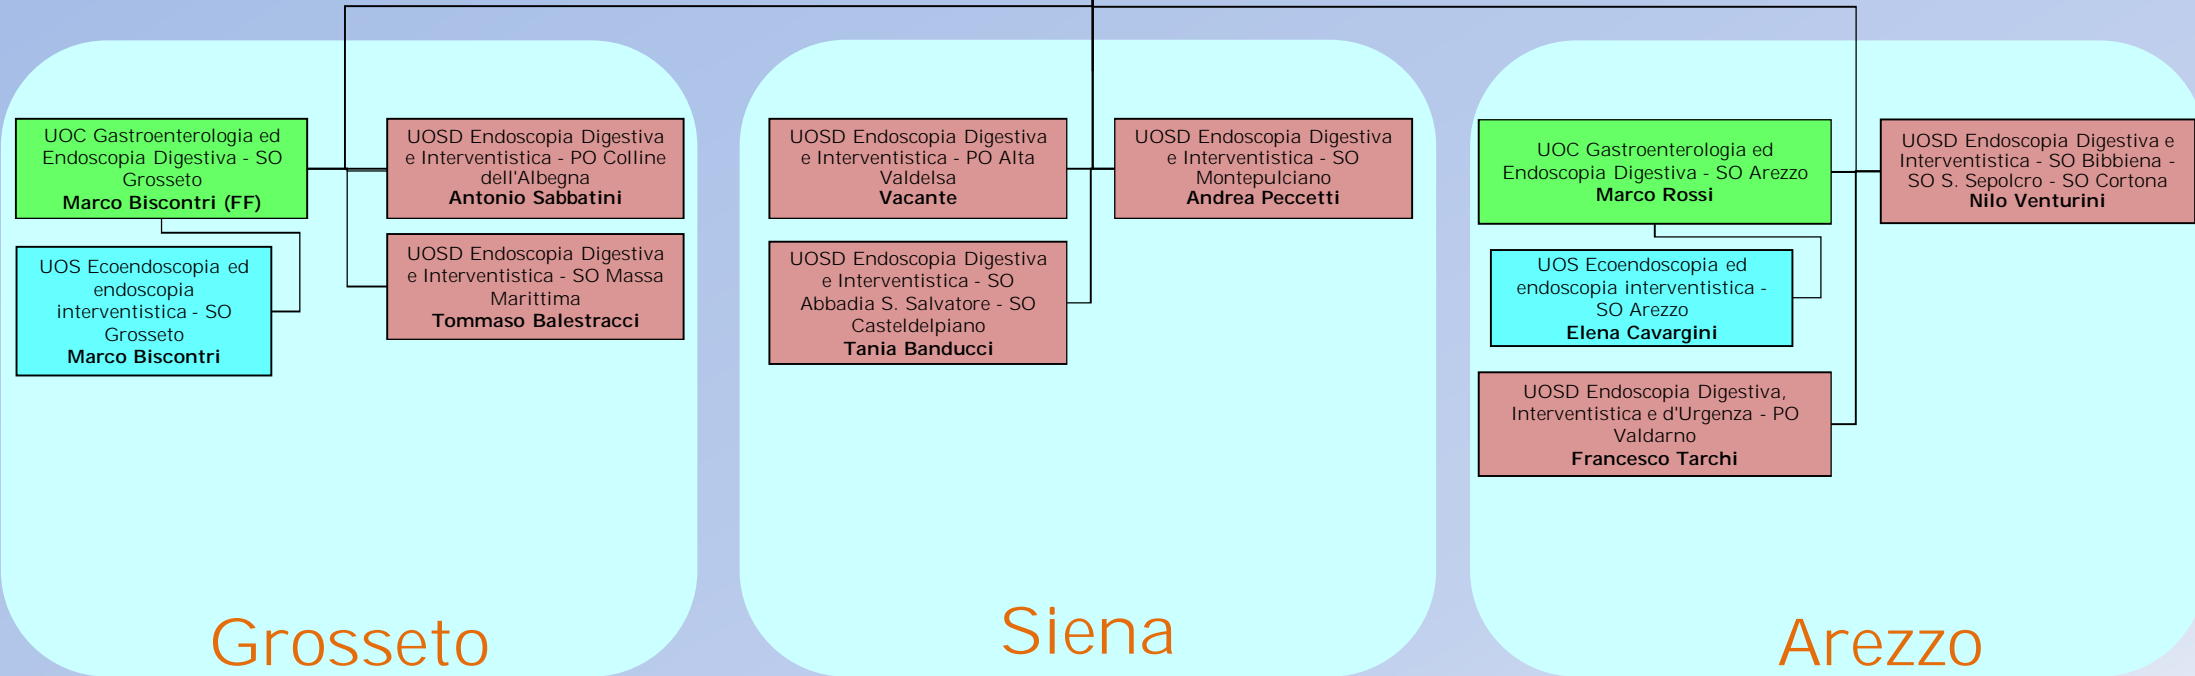 UOC Gastroenterologia ed
Endoscopia Digestiva - SO
Grosseto
Marco Biscontri (FF)
UOSD Endoscopia Digestiva
e Interventistica - PO Colline
dell'Albegna
Antonio Sabbatini
UOS Ecoendoscopia ed
endoscopia
interventistica - SO
Grosseto
Marco Biscontri
UOSD Endoscopia Digestiva
e Interventistica - SO Massa
Marittima
Tommaso Balestracci
Grosseto
UOSD Endoscopia Digestiva
e Interventistica - PO Alta
Valdelsa
Vacante
UOSD Endoscopia Digestiva
e Interventistica - SO
Montepulciano
Andrea Peccetti
UOSD Endoscopia Digestiva
e Interventistica - SO
Abbadia S. Salvatore - SO
Casteldelpiano
Tania Banducci
Siena
UOC Gastroenterologia ed
Endoscopia Digestiva - SO Arezzo
Marco Rossi
UOSD Endoscopia Digestiva e
Interventistica - SO Bibbiena -
SO S. Sepolcro - SO Cortona
Nilo Venturini
UOS Ecoendoscopia ed
endoscopia interventistica -
SO Arezzo
Elena Cavargini
UOSD Endoscopia Digestiva,
Interventistica e d'Urgenza - PO
Valdarno
Francesco Tarchi
Arezzo